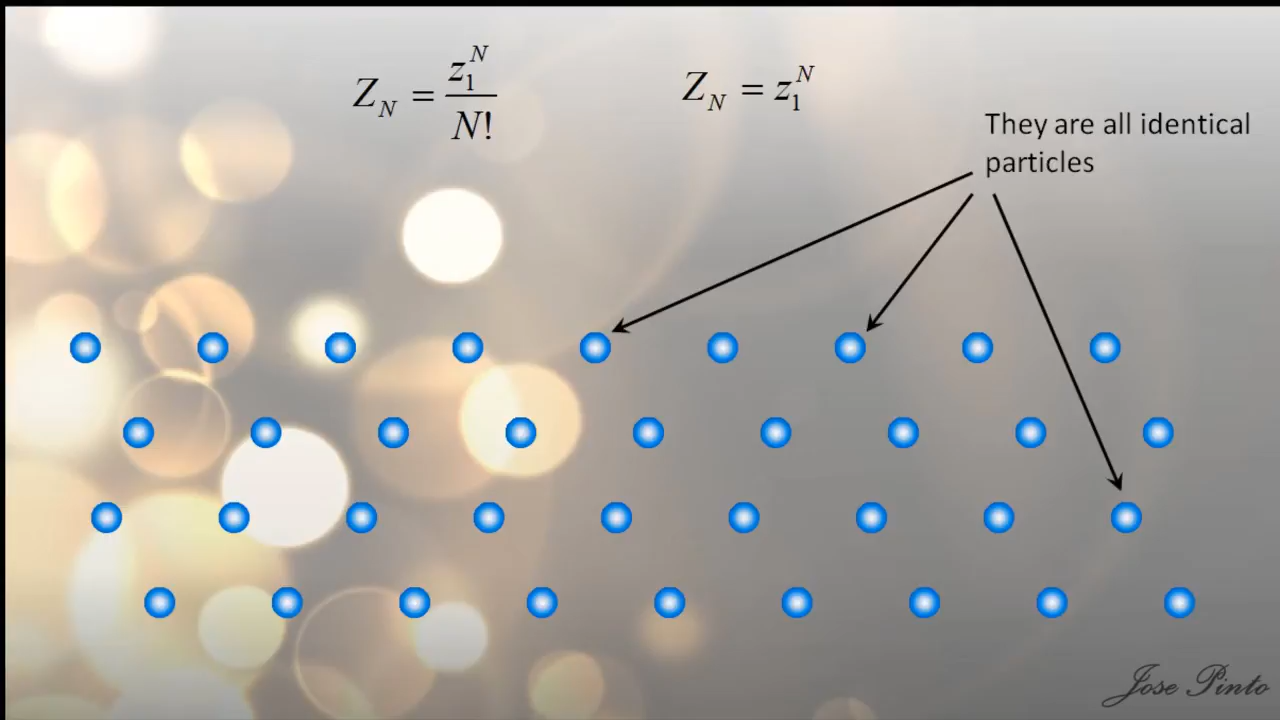 Z_N = z_1^N / N!
Z_N = z_1^N
They are all identical
particles
Jose Pinto